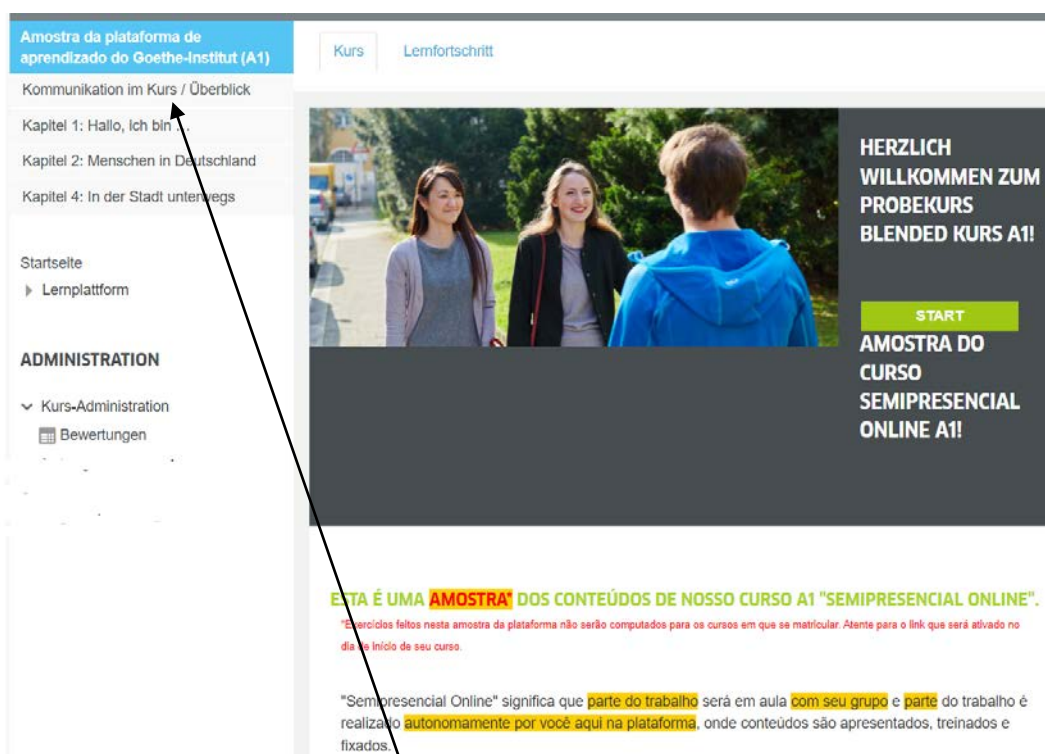 Amostra da plataforma de
aprendizado do Goethe-Institut (A1)
Kommunikation im Kurs / Überblick
Kapitel 1: Hallo, ich bin ...
Kapitel 2: Menschen in Deutschland
Kapitel 4: In der Stadt unterwegs
Startseite
Lernplattform
ADMINISTRATION
Kurs-Administration
Bewertungen
Kurs Lernfortschritt
HERZLICH
WILLKOMMEN ZUM
PROBEKURS
BLENDED KURS A1!
START
AMOSTRA DO
CURSO
SEMIPRESENCIAL
ONLINE A1!
ESTA É UMA AMOSTRA* DOS CONTEÚDOS DE NOSSO CURSO A1 "SEMIPRESENCIAL ONLINE".
*Exercícios feitos nesta amostra da plataforma não serão computados para os cursos em que se matricular. Atente para o link que será ativado no
dia de início de seu curso.
"Semipresencial Online" significa que parte do trabalho será em aula com seu grupo e parte do trabalho é
realizado autonomamente por você aqui na plataforma, onde conteúdos são apresentados, treinados e
fixados.